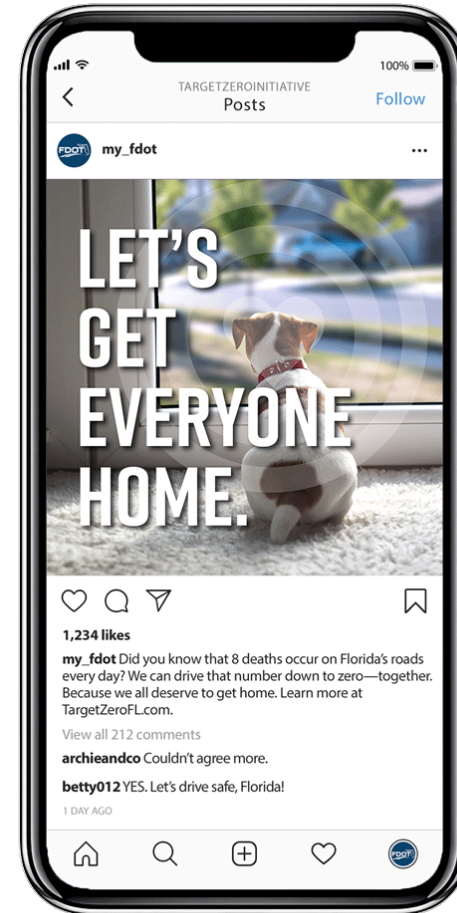 100%
TARGETZEROINITIATIVE
Posts
Follow
FDOT
my_fdot
LET'S
GET
EVERYONE
HOME.
1,234 likes
my_fdot Did you know that 8 deaths occur on Florida's roads
every day? We can drive that number down to zero—together.
Because we all deserve to get home. Learn more at
TargetZeroFL.com.
View all 212 comments
archieandco Couldn't agree more.
betty012 YES. Let's drive safe, Florida!
1 DAY AGO
FDOT